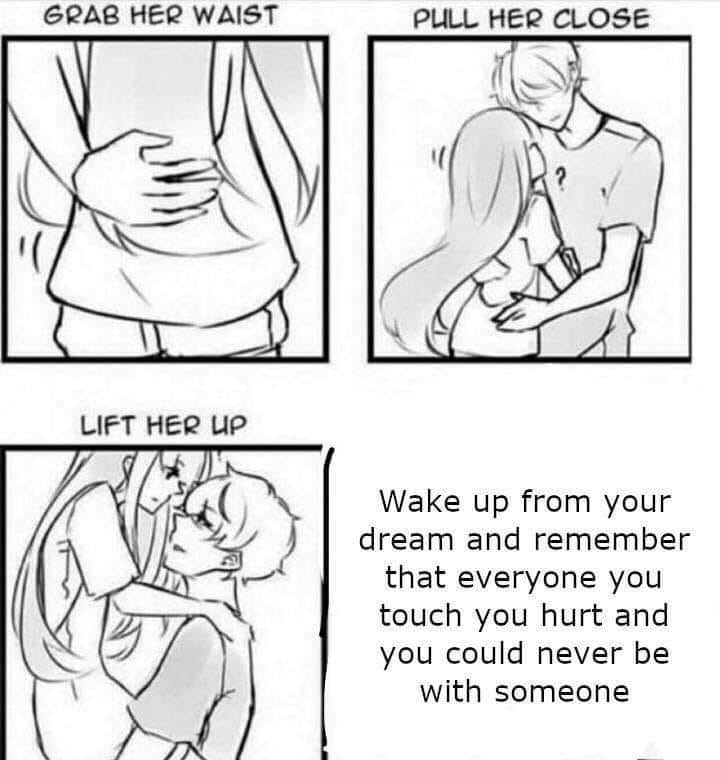 GRAB HER WAIST
PULL HER CLOSE
?
LIFT HER UP
Wake up from your
dream and remember
that everyone you
touch you hurt and
you could never be
with someone